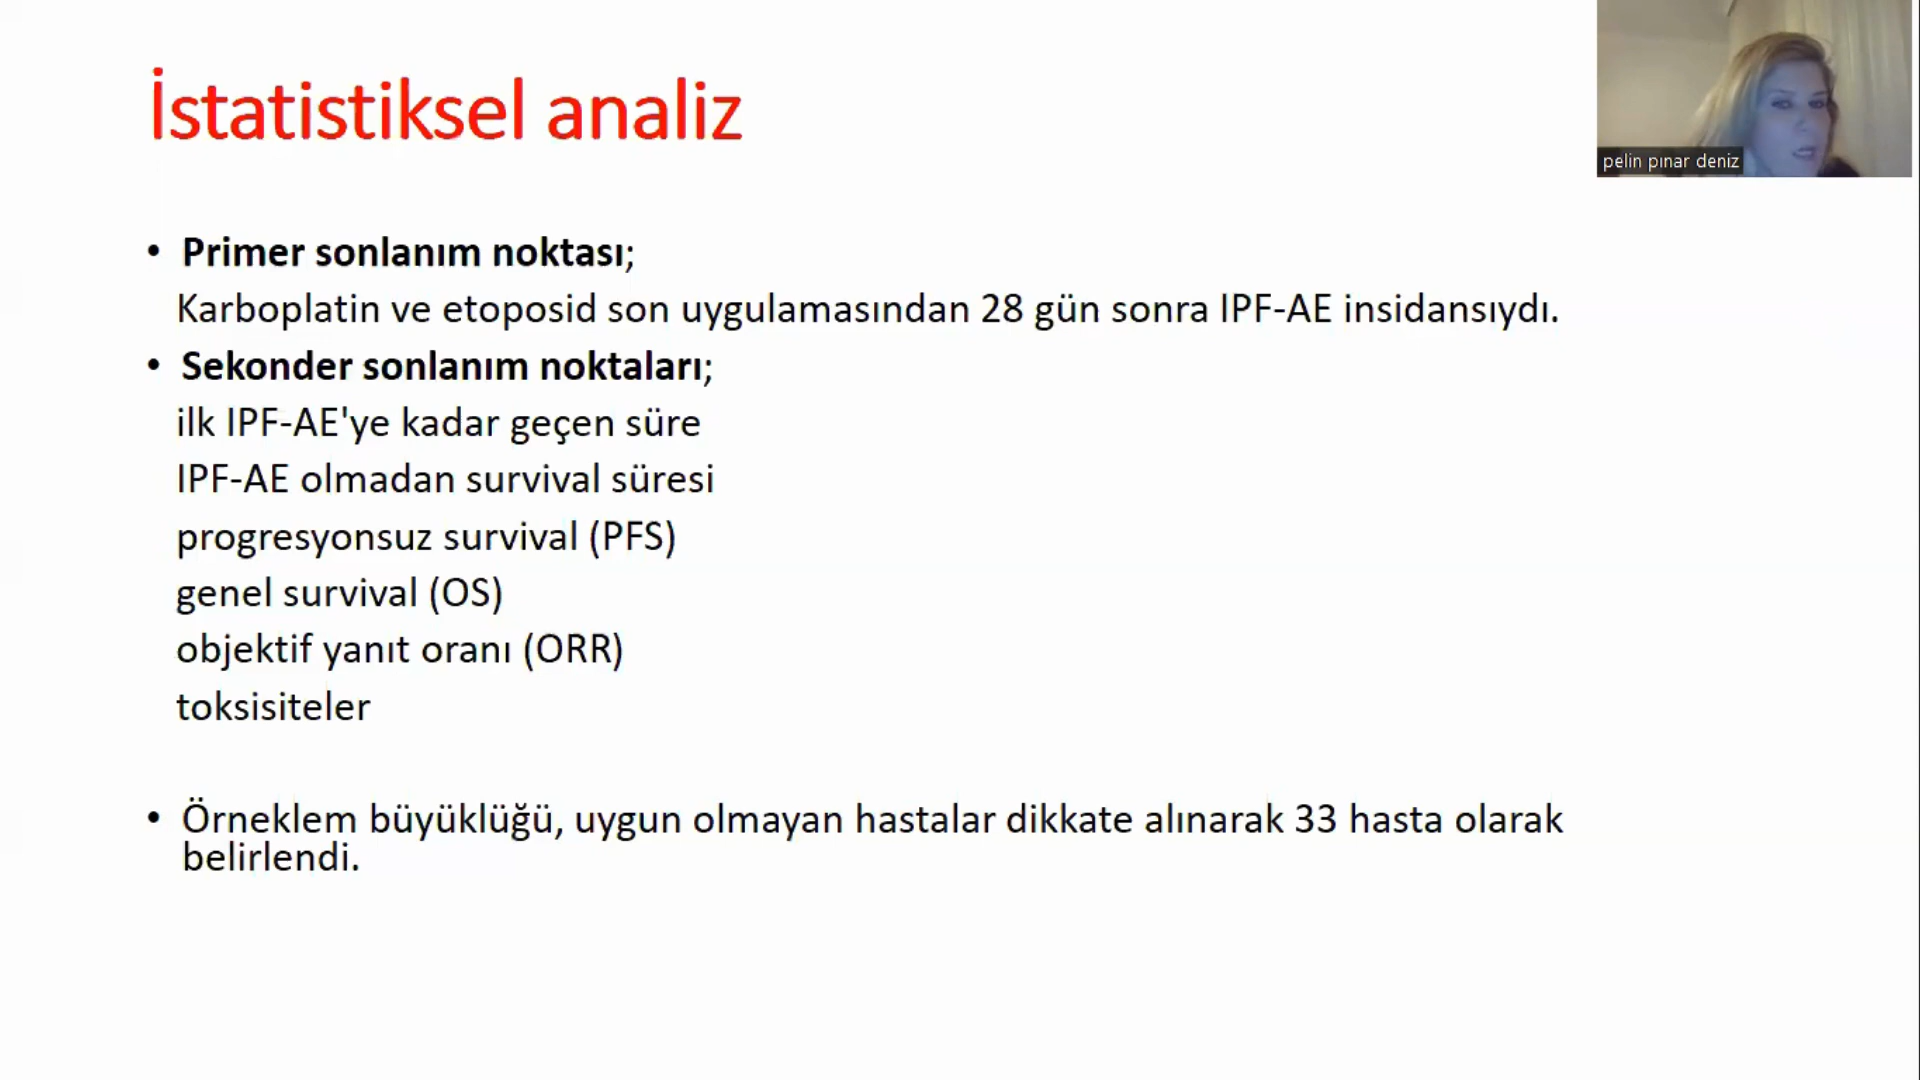 İstatistiksel analiz
pelin pınar deniz
• Primer sonlanım noktası;
Karboplatin ve etoposid son uygulamasından 28 gün sonra IPF-AE insidansıydı.
• Sekonder sonlanım noktaları;
ilk IPF-AE'ye kadar geçen süre
IPF-AE olmadan survival süresi
progresyonsuz survival (PFS)
genel survival (OS)
objektif yanıt oranı (ORR)
toksisiteler
• Örneklem büyüklüğü, uygun olmayan hastalar dikkate alınarak 33 hasta olarak
belirlendi.